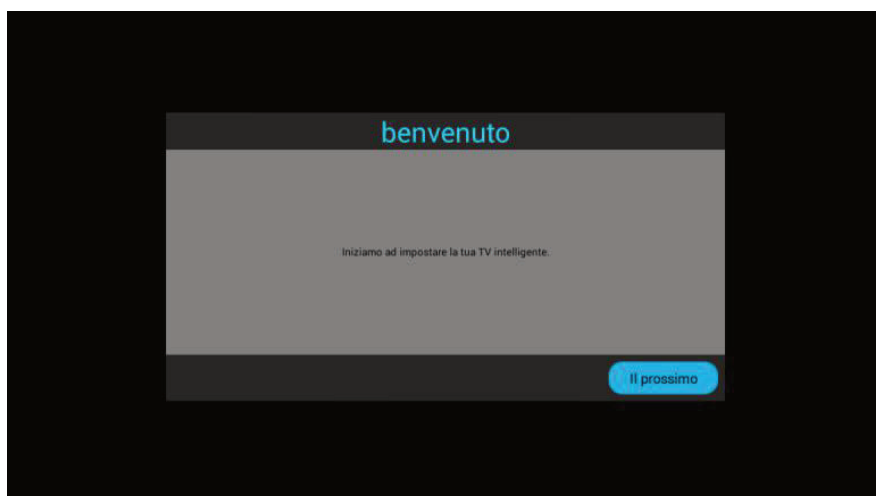 benvenuto
Iniziamo ad impostare la tua TV intelligente.
Il prossimo